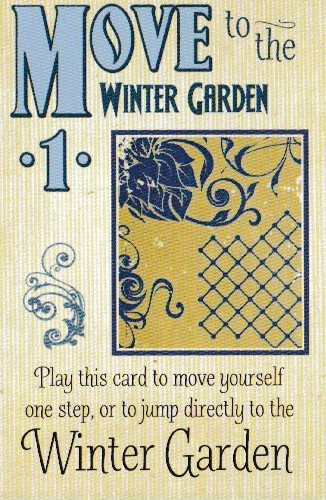 MOVE to the
WINTER GARDEN
·1·
Play this card to move yourself
one step, or to jump directly to the
Winter Garden